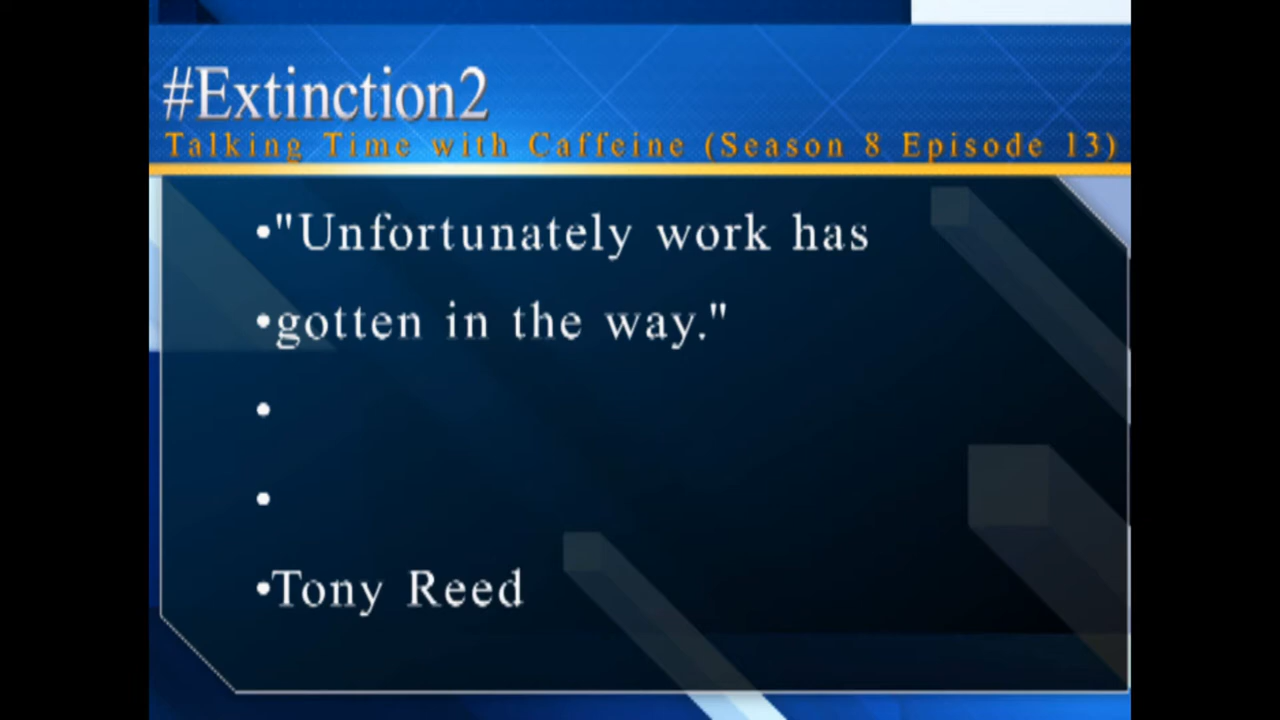 #Extinction2
Talking Time with Caffeine (Season 8 Episode 13)
•"Unfortunately work has
•gotten in the way."
•
•
•Tony Reed